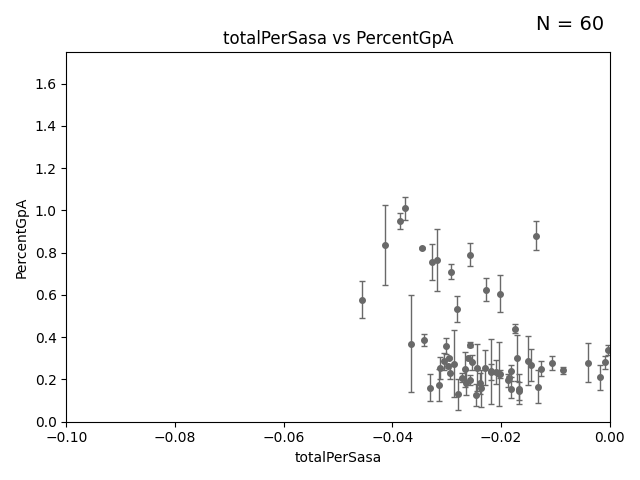 N = 60
totalPerSasa vs PercentGpA
1.6
1.4
1.2
1.0
0.8
0.6
0.4
0.2
0.0
PercentGpA
−0.10 −0.08 −0.06 −0.04 −0.02 0.00
totalPerSasa